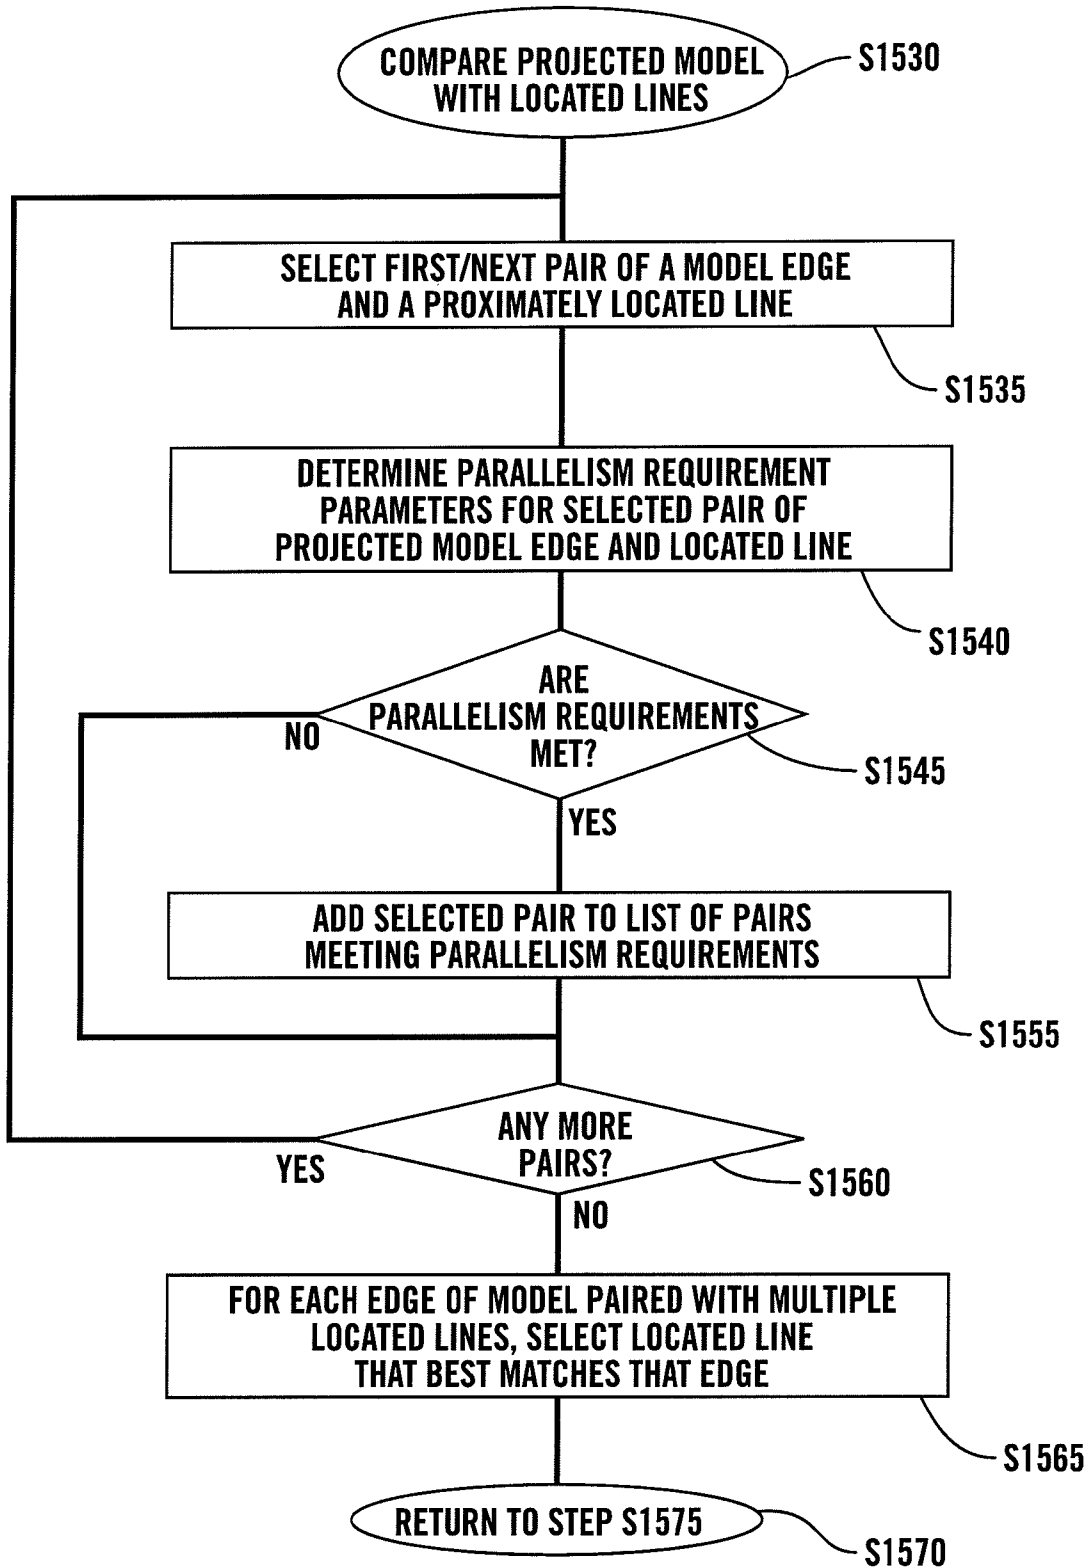 COMPARE PROJECTED MODEL
WITH LOCATED LINES
S1530
SELECT FIRST/NEXT PAIR OF A MODEL EDGE
AND A PROXIMATELY LOCATED LINE
S1535
DETERMINE PARALLELISM REQUIREMENT
PARAMETERS FOR SELECTED PAIR OF
PROJECTED MODEL EDGE AND LOCATED LINE
S1540
ARE
PARALLELISM REQUIREMENTS
MET?
NO
S1545
YES
ADD SELECTED PAIR TO LIST OF PAIRS
MEETING PARALLELISM REQUIREMENTS
S1555
ANY MORE
PAIRS?
YES
S1560
NO
FOR EACH EDGE OF MODEL PAIRED WITH MULTIPLE
LOCATED LINES, SELECT LOCATED LINE
THAT BEST MATCHES THAT EDGE
S1565
RETURN TO STEP S1575
S1570